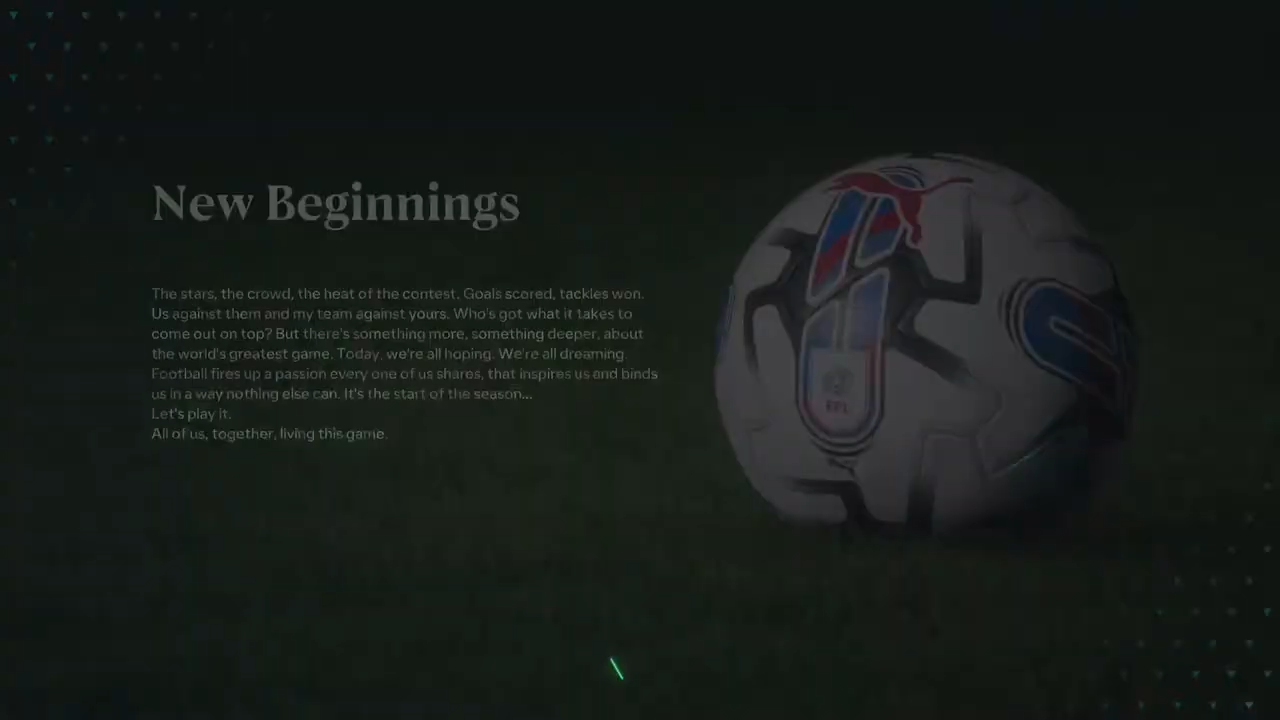 New Beginnings
The stars, the crowd, the heat of the contest. Goals scored, tackles won.
Us against them and my team against yours. Who's got what it takes to
come out on top? But there's something more, something deeper, about
the world's greatest game. Today, we're all hoping. We're all dreaming.
Football fires up a passion every one of us shares, that inspires us and binds
us in a way nothing else can. It's the start of the season...
Let's play it.
All of us, together, living this game.
EFL